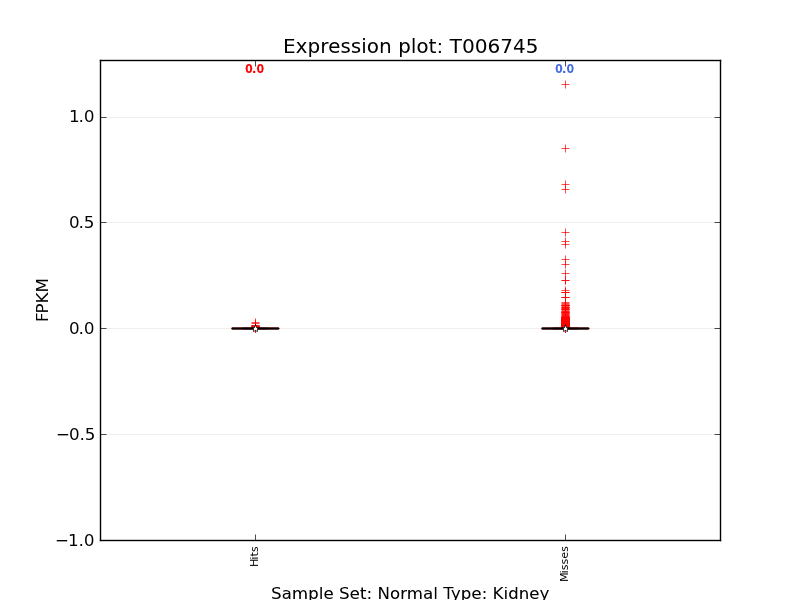 Expression plot: T006745
0.0 0.0
1.0
0.5
0.0
−0.5
−1.0
FPKM
Hits
Misses
Sample Set: Normal Type: Kidney